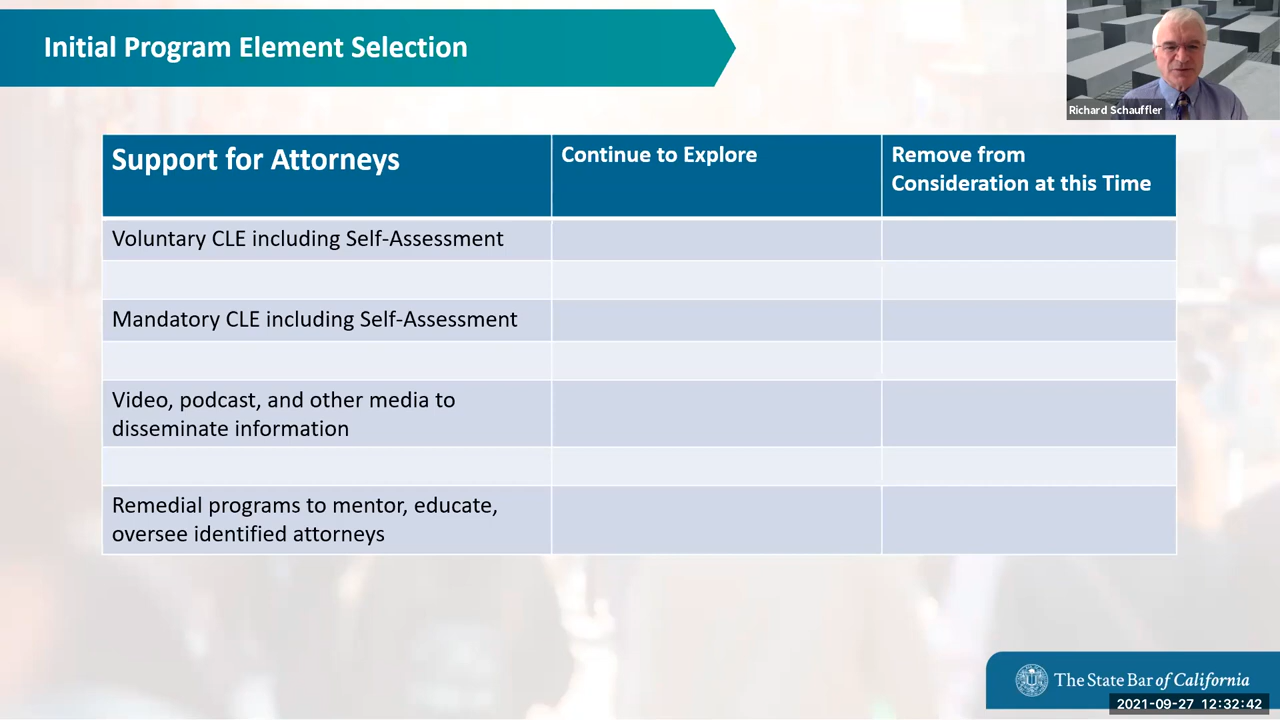 Initial Program Element Selection
Richard Schauffler
Support for Attorneys
Continue to Explore
Remove from
Consideration at this Time
Voluntary CLE including Self-Assessment
Mandatory CLE including Self-Assessment
Video, podcast, and other media to
disseminate information
Remedial programs to mentor, educate,
oversee identified attorneys
The State Bar of California
2021-09-27 12:32:42